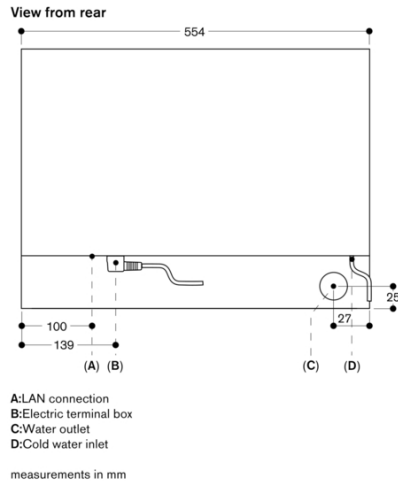 View from rear
554
25
100
27
139
(A) (B) (C) (D)
A:LAN connection
B:Electric terminal box
C:Water outlet
D:Cold water inlet
measurements in mm